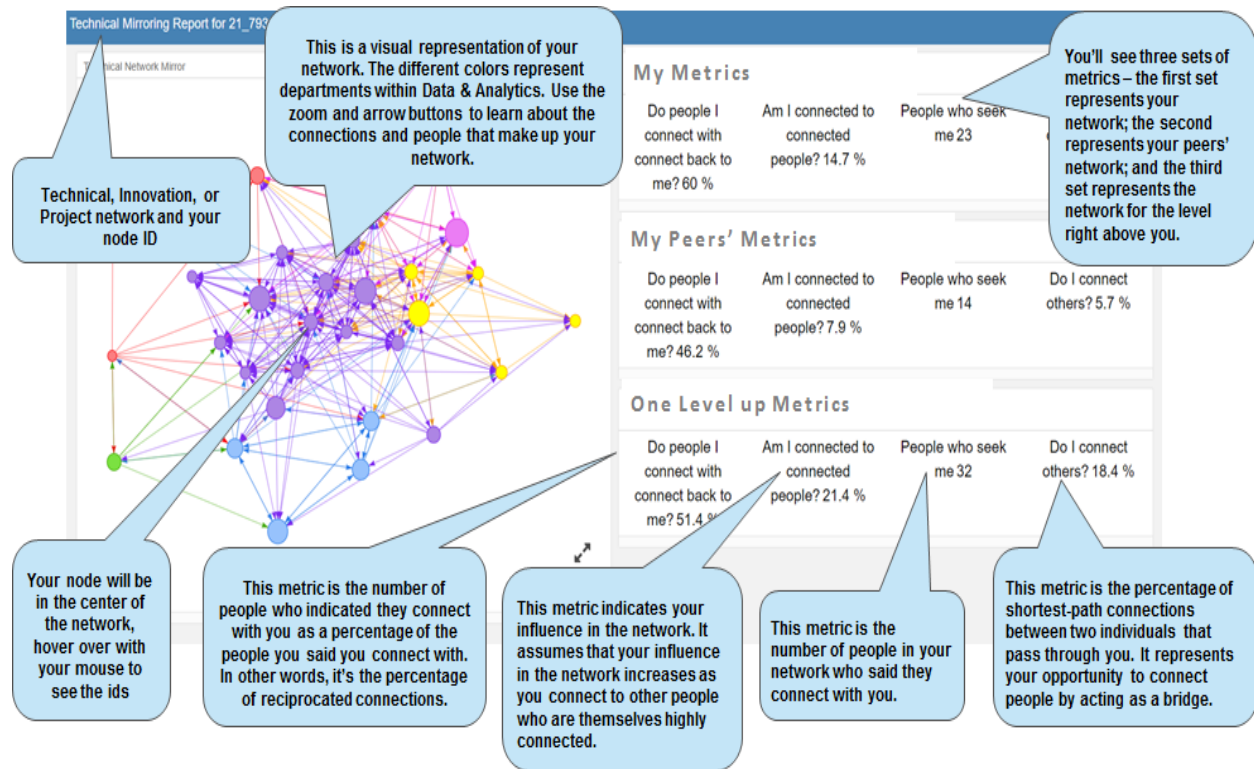 Technical Mirroring Report for 21_793
Technical Network Mirror
This is a visual representation of your
network. The different colors represent
departments within Data & Analytics. Use the
zoom and arrow buttons to learn about the
connections and people that make up your
network.
Technical, Innovation, or
Project network and your
node ID
You'll see three sets of
metrics – the first set
represents your
network; the second
represents your peers'
network; and the third
set represents the
network for the level
right above you.
My Metrics
Do people I
connect with
connect back to
me? 60 %
Am I connected to
connected
people? 14.7 %
People who seek
me 23
My Peers' Metrics
Do people I
connect with
connect back to
me? 46.2 %
Am I connected to
connected
people? 7.9 %
People who seek
me 14
Do I connect
others? 5.7 %
One Level up Metrics
Do people I
connect with
connect back to
me? 51.4 %
Am I connected to
connected
people? 21.4 %
People who seek
me 32
Do I connect
others? 18.4 %
Your node will be
in the center of
the network,
hover over with
your mouse to
see the ids
This metric is the number of
people who indicated they connect
with you as a percentage of the
people you said you connect with.
In other words, it's the percentage
of reciprocated connections.
This metric indicates your
influence in the network. It
assumes that your influence
in the network increases as
you connect to other people
who are themselves highly
connected.
This metric is the
number of people in your
network who said they
connect with you.
This metric is the percentage of
shortest-path connections
between two individuals that
pass through you. It represents
your opportunity to connect
people by acting as a bridge.